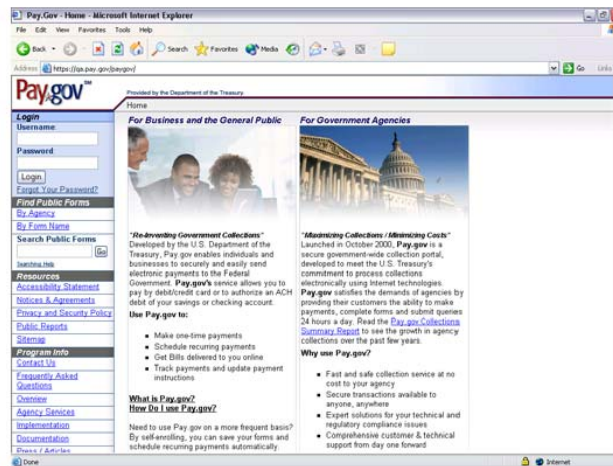 Pay.Gov - Home - Microsoft Internet Explorer
File Edit View Favorites Tools Help
Back Search Favorites Media
Address https://qa.pay.gov/paygov/ Go Links
Pay.gov™
Provided by the Department of the Treasury
Home
Login
Username
Password
Login
Forgot Your Password?
Find Public Forms
By Agency
By Form Name
Search Public Forms
Go
Searching Help
Resources
Accessibility Statement
Notices & Agreements
Privacy and Security Policy
Public Reports
Sitemap
Program Info
Contact Us
Frequently Asked
Questions
Overview
Agency Services
Implementation
Documentation
Press / Articles
For Business and the General Public
"Re-Inventing Government Collections"
Developed by the U.S. Department of the
Treasury, Pay.gov enables individuals and
businesses to securely and easily send
electronic payments to the Federal
Government. Pay.gov's service allows you to
pay by debit/credit card or to authorize an ACH
debit of your savings or checking account.
Use Pay.gov to:
Make one-time payments
Schedule recurring payments
Get Bills delivered to you online
Track payments and update payment
instructions
What is Pay.gov?
How Do I use Pay.gov?
Need to use Pay.gov on a more frequent basis?
By self-enrolling, you can save your forms and
schedule recurring payments automatically.
For Government Agencies
"Maximizing Collections / Minimizing Costs"
Launched in October 2000, Pay.gov is a
secure government-wide collection portal,
developed to meet the U.S. Treasury's
commitment to process collections
electronically using Internet technologies.
Pay.gov satisfies the demands of agencies by
providing their customers the ability to make
payments, complete forms and submit queries
24 hours a day. Read the Pay.gov Collections
Summary Report to see the growth in agency
collections over the past few years.
Why use Pay.gov?
Fast and safe collection service at no
cost to your agency
Secure transactions available to
anyone, anywhere
Expert solutions for your technical and
regulatory compliance issues
Comprehensive customer & technical
support from day one forward
Done Internet